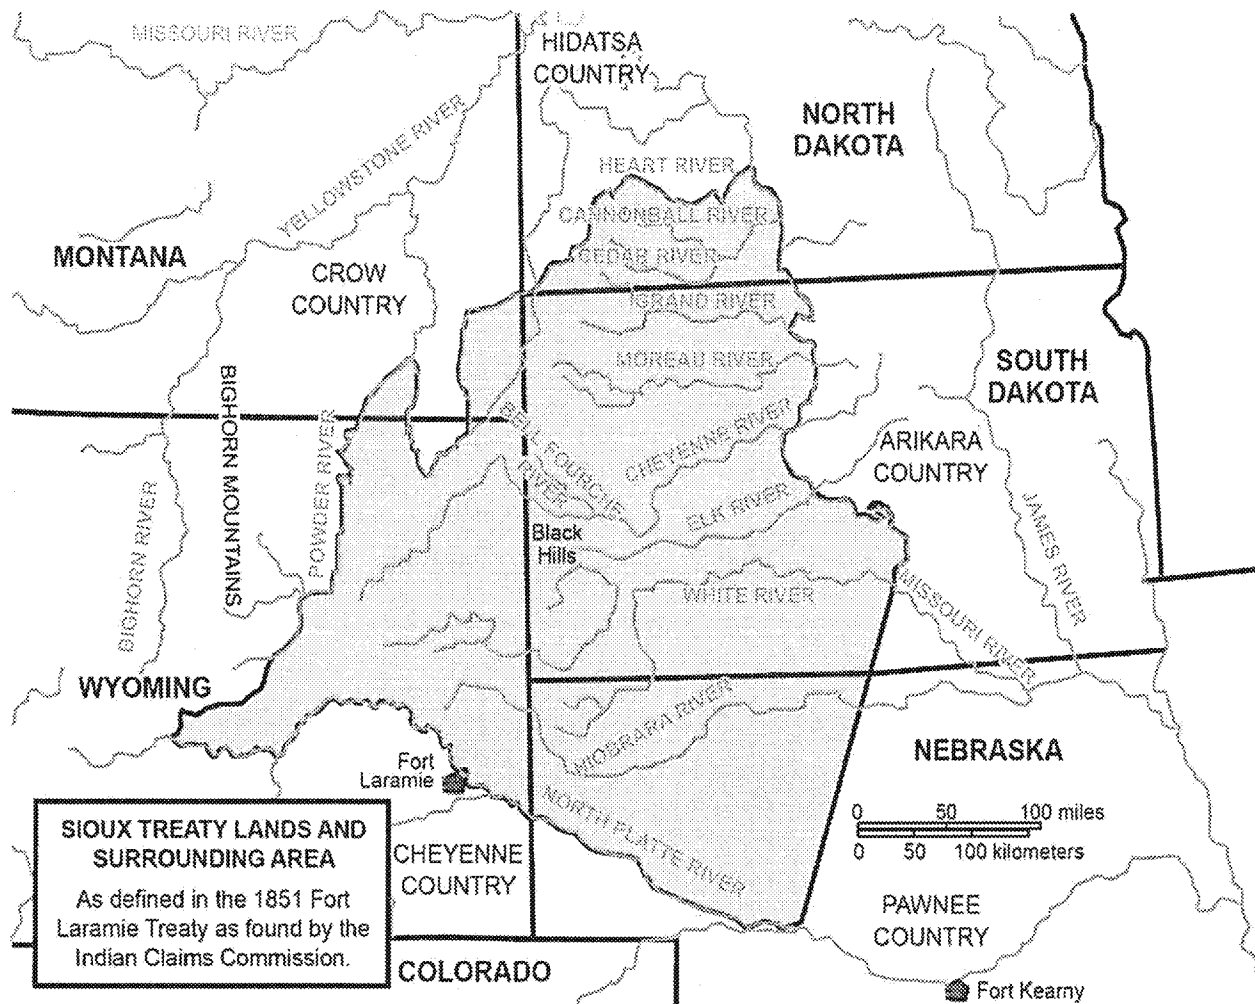 MISSOURI RIVER
HIDATSA
COUNTRY
NORTH
DAKOTA
YELLOWSTONE RIVER
HEART RIVER
CANNONBALL RIVER
MONTANA
CEDAR RIVER
CROW
COUNTRY
GRAND RIVER
MOREAU RIVER
SOUTH
DAKOTA
BIGHORN MOUNTAINS
POWDER RIVER
BELL FOURCHE
RIVER
CHEYENNE RIVER
ARIKARA
COUNTRY
BIGHORN RIVER
ELK RIVER
JAMES RIVER
Black
Hills
WHITE RIVER
MISSOURI RIVER
WYOMING
NIOBRARA RIVER
NEBRASKA
Fort
Laramie
NORTH PLATTE RIVER
0 50 100 miles
0 50 100 kilometers
SIOUX TREATY LANDS AND
SURROUNDING AREA
As defined in the 1851 Fort
Laramie Treaty as found by the
Indian Claims Commission.
CHEYENNE
COUNTRY
PAWNEE
COUNTRY
COLORADO
Fort Kearny